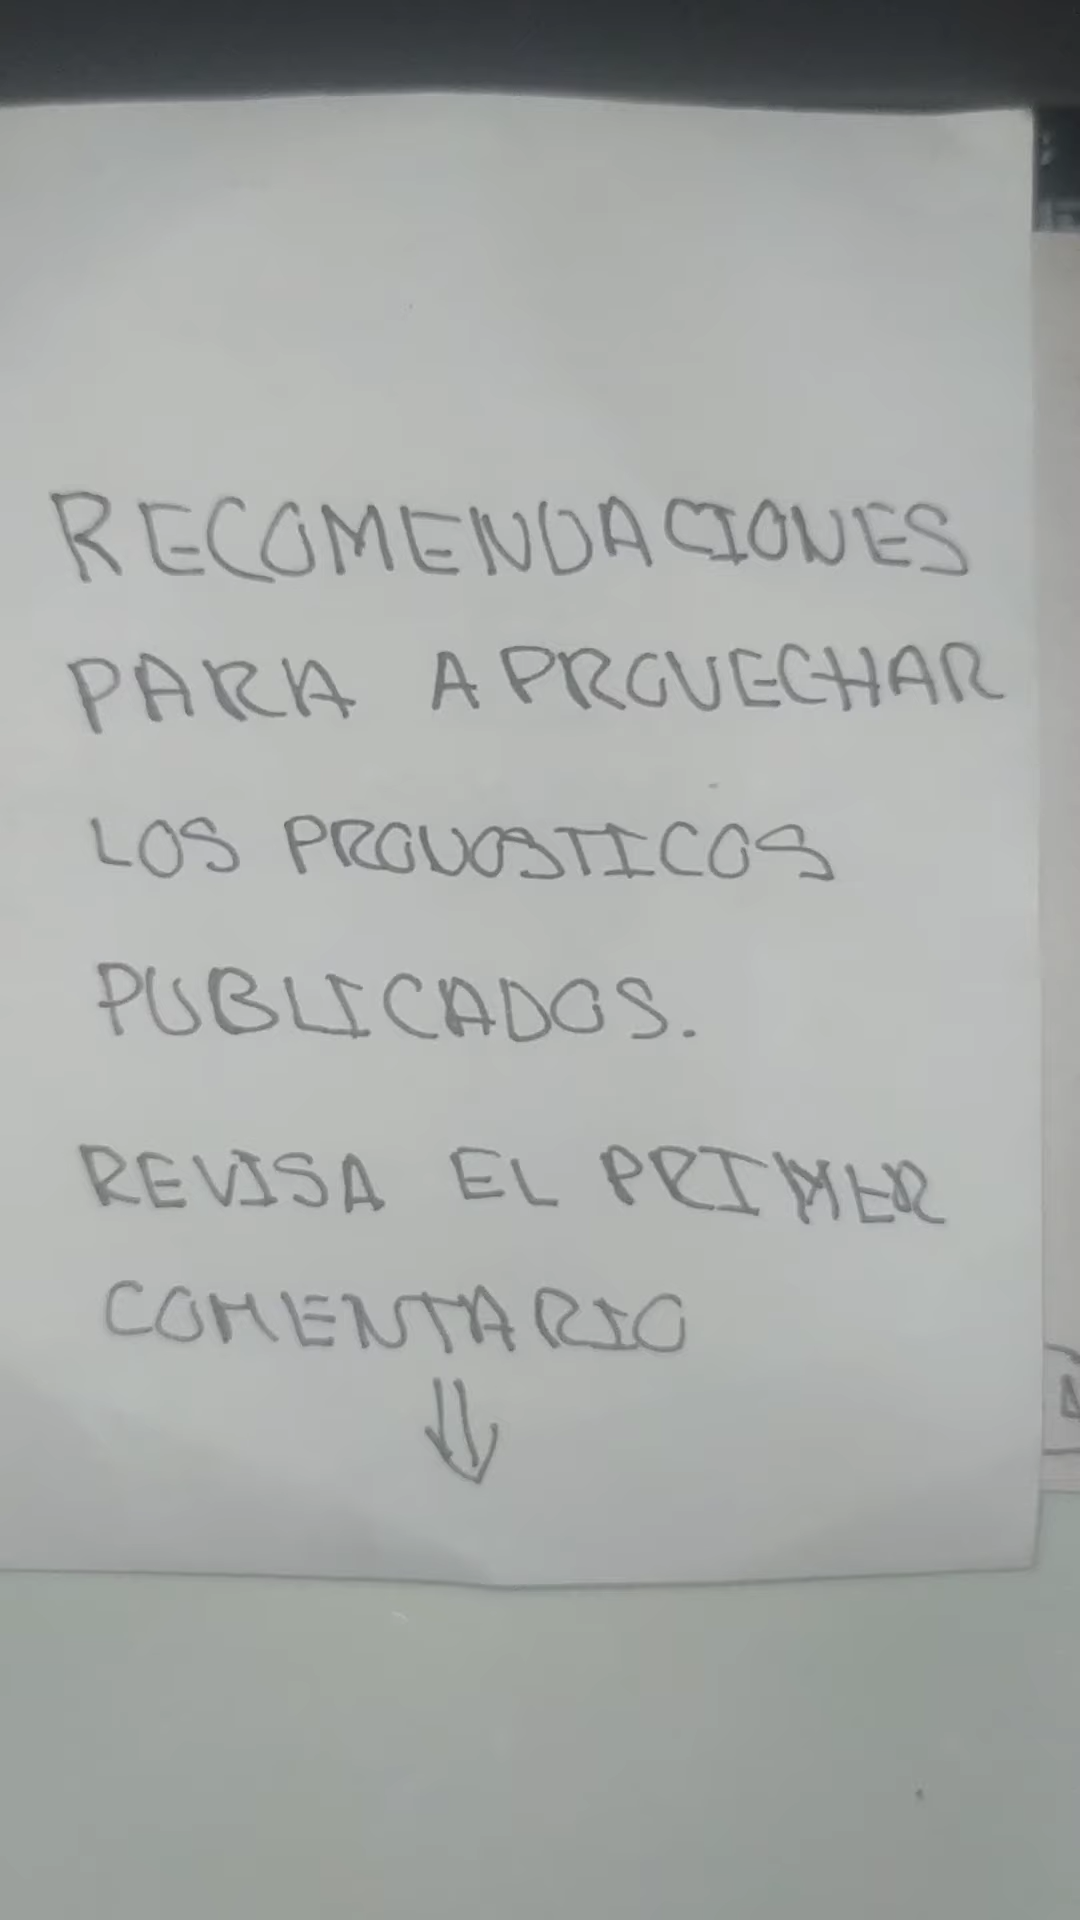 RECOMENDACIONES
PARA APROVECHAR
LOS PRONOSTICOS
PUBLICADOS.
REVISA EL PRIMER
COMENTARIO